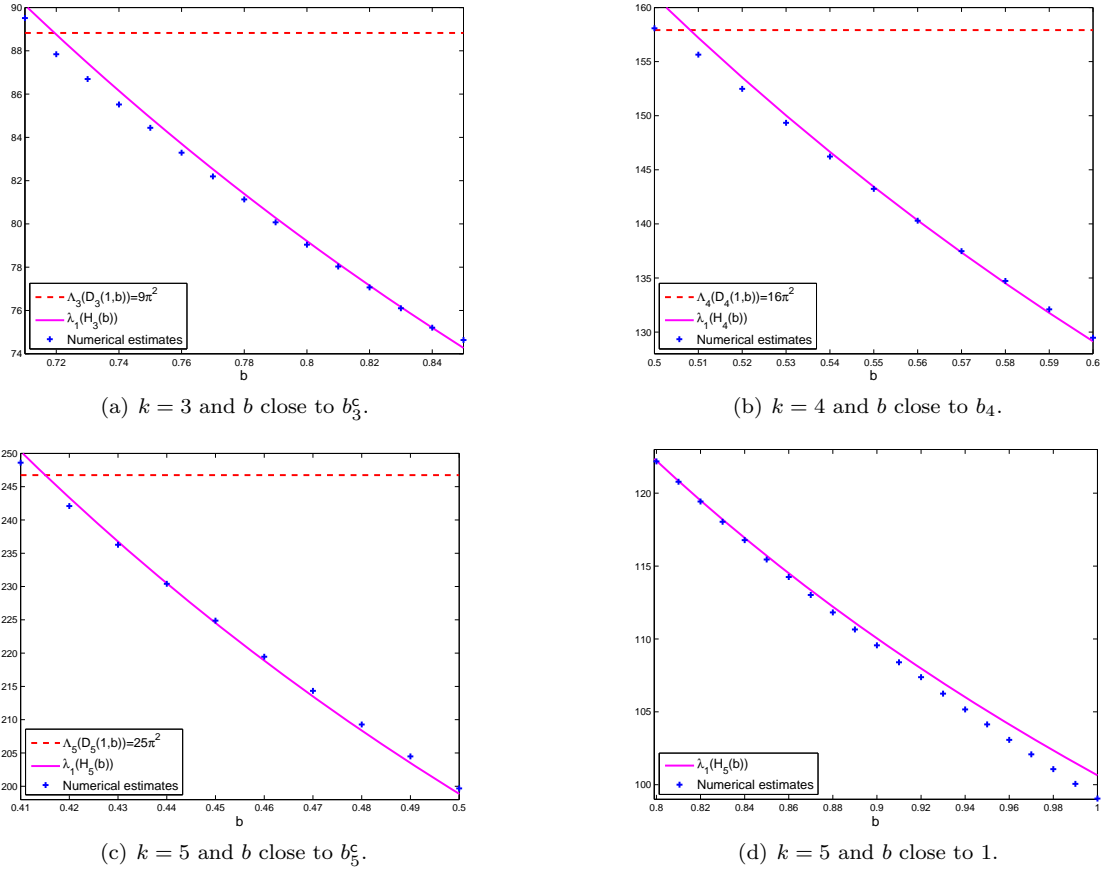 90
88
86
84
82
80
78
76
74
0.72 0.74 0.76 0.78 0.8 0.82 0.84
b
Λ₃(D₃(1,b))=9π²
λ₁(H₃(b))
Numerical estimates
(a) k = 3 and b close to b₃ᶜ.
160
155
150
145
140
135
130
0.5 0.51 0.52 0.53 0.54 0.55 0.56 0.57 0.58 0.59 0.6
b
Λ₄(D₄(1,b))=16π²
λ₁(H₄(b))
Numerical estimates
(b) k = 4 and b close to b₄.
250
245
240
235
230
225
220
215
210
205
200
0.41 0.42 0.43 0.44 0.45 0.46 0.47 0.48 0.49 0.5
b
Λ₅(D₅(1,b))=25π²
λ₁(H₅(b))
Numerical estimates
(c) k = 5 and b close to b₅ᶜ.
120
115
110
105
100
0.8 0.82 0.84 0.86 0.88 0.9 0.92 0.94 0.96 0.98 1
b
λ₁(H₅(b))
Numerical estimates
(d) k = 5 and b close to 1.